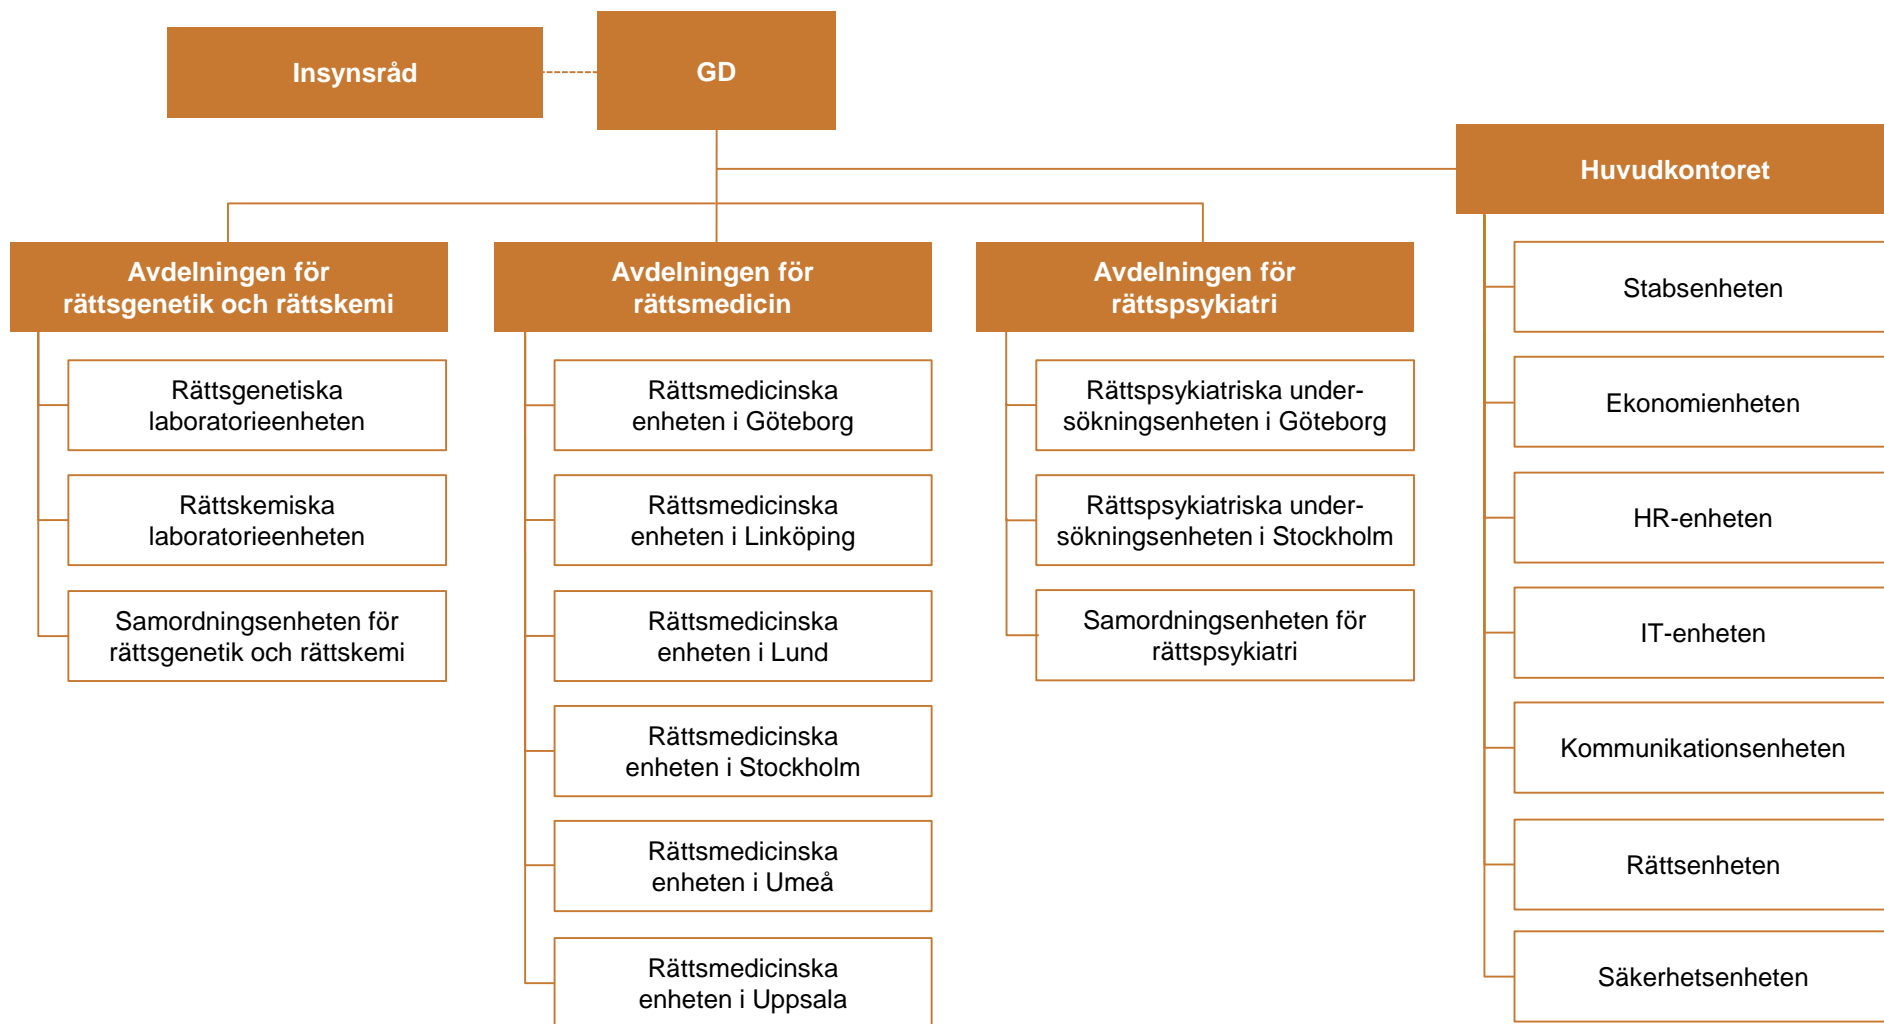 Insynsråd
GD
Huvudkontoret
Avdelningen för
rättsgenetik och rättskemi
Rättsgenetiska
laboratorieenheten
Rättskemiska
laboratorieenheten
Samordningsenheten för
rättsgenetik och rättskemi
Avdelningen för
rättsmedicin
Rättsmedicinska
enheten i Göteborg
Rättsmedicinska
enheten i Linköping
Rättsmedicinska
enheten i Lund
Rättsmedicinska
enheten i Stockholm
Rättsmedicinska
enheten i Umeå
Rättsmedicinska
enheten i Uppsala
Avdelningen för
rättspsykiatri
Rättspsykiatriska under-
sökningsenheten i Göteborg
Rättspsykiatriska under-
sökningsenheten i Stockholm
Samordningsenheten för
rättspsykiatri
Stabsenheten
Ekonomienheten
HR-enheten
IT-enheten
Kommunikationsenheten
Rättsenheten
Säkerhetsenheten